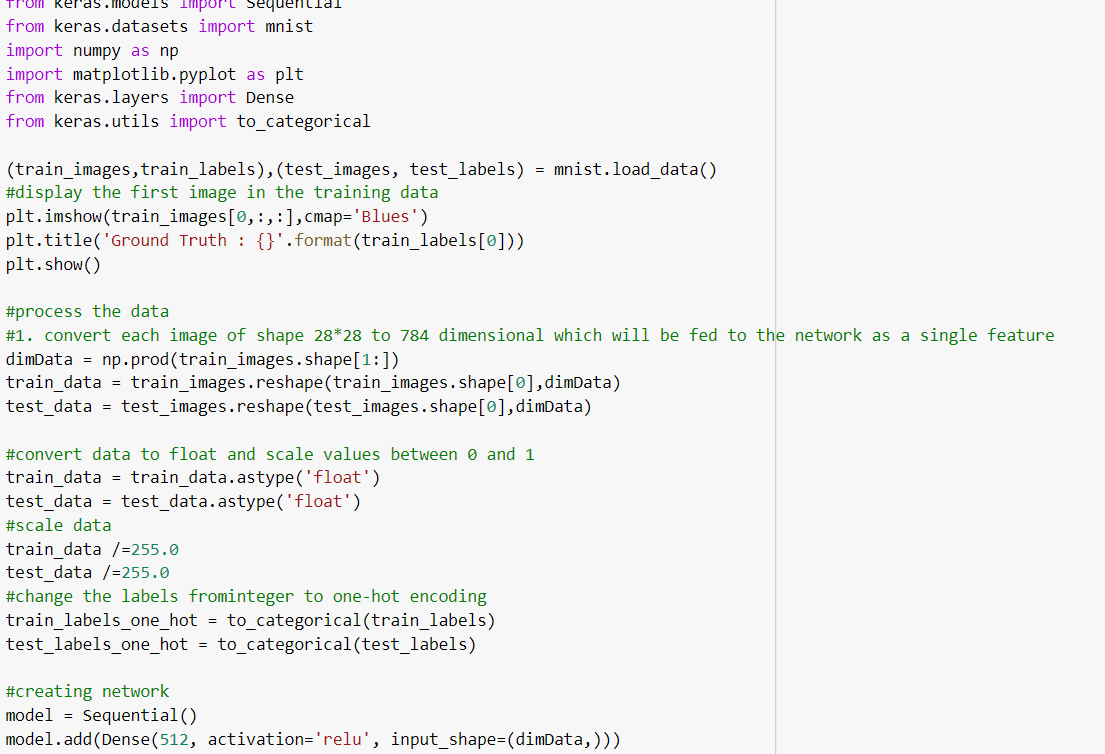 from keras.models import Sequential
from keras.datasets import mnist
import numpy as np
import matplotlib.pyplot as plt
from keras.layers import Dense
from keras.utils import to_categorical
(train_images,train_labels),(test_images, test_labels) = mnist.load_data()
#display the first image in the training data
plt.imshow(train_images[0,:,:],cmap='Blues')
plt.title('Ground Truth : {}'.format(train_labels[0]))
plt.show()
#process the data
#1. convert each image of shape 28*28 to 784 dimensional which will be fed to the network as a single feature
dimData = np.prod(train_images.shape[1:])
train_data = train_images.reshape(train_images.shape[0],dimData)
test_data = test_images.reshape(test_images.shape[0],dimData)
#convert data to float and scale values between 0 and 1
train_data = train_data.astype('float')
test_data = test_data.astype('float')
#scale data
train_data /=255.0
test_data /=255.0
#change the labels frominteger to one-hot encoding
train_labels_one_hot = to_categorical(train_labels)
test_labels_one_hot = to_categorical(test_labels)
#creating network
model = Sequential()
model.add(Dense(512, activation='relu', input_shape=(dimData,)))